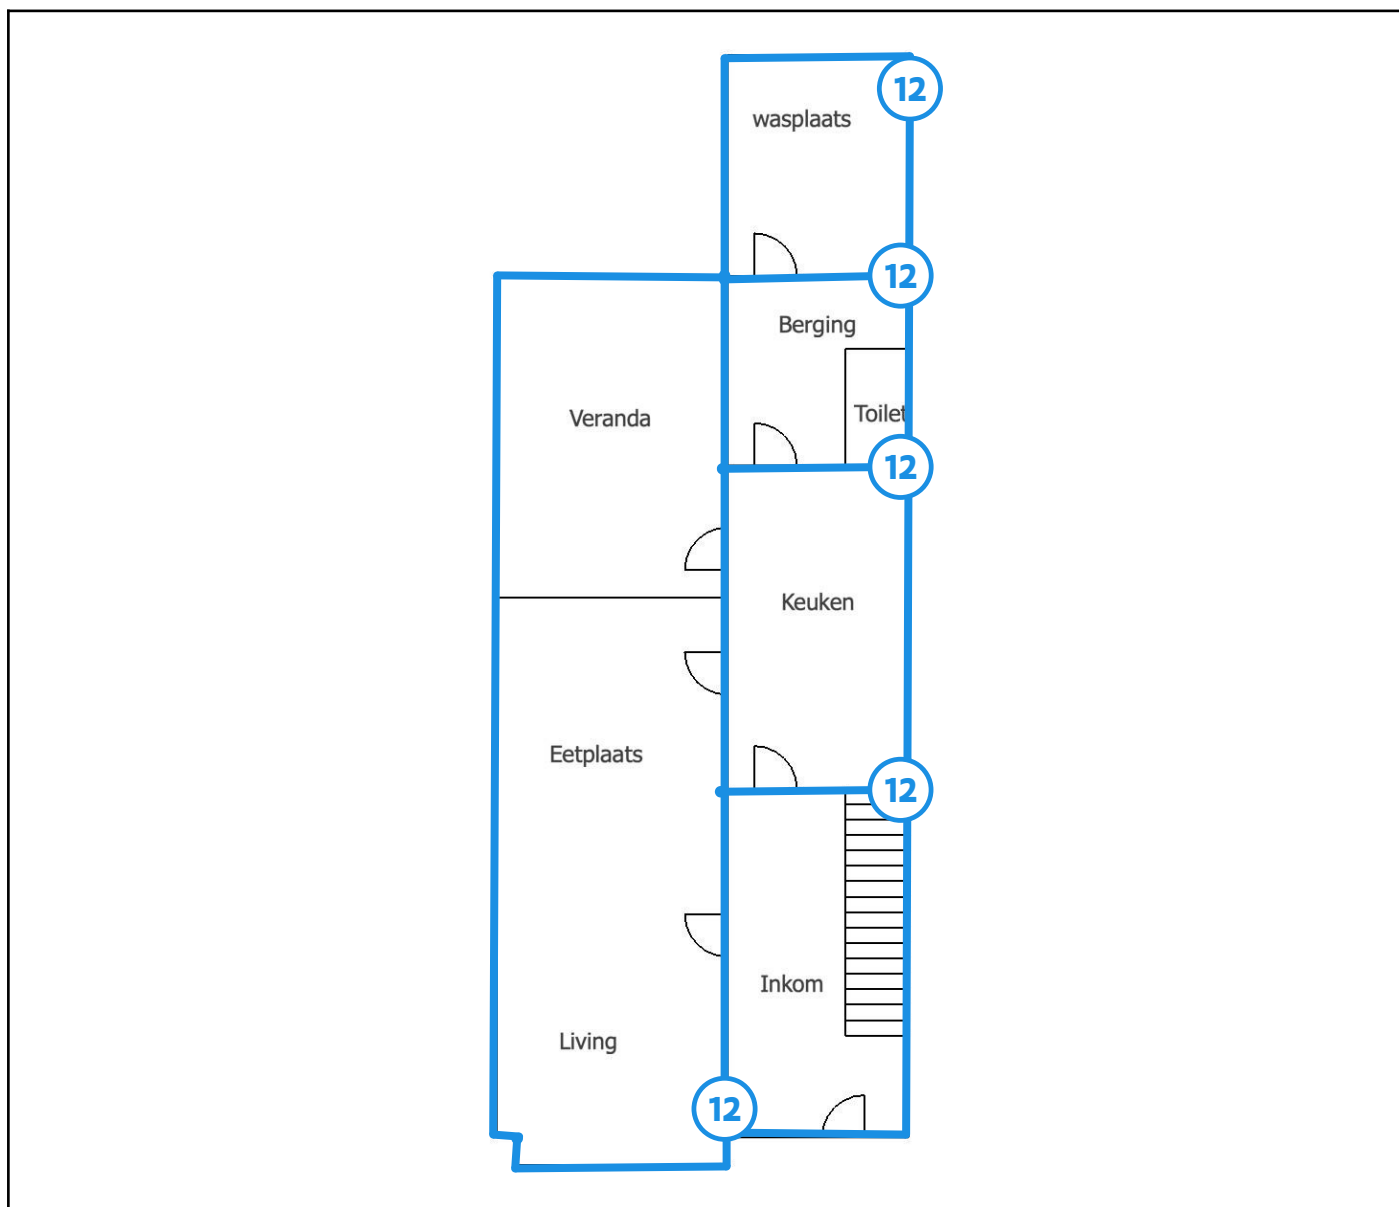 12
wasplaats
12
Berging
Veranda
Toilet
12
Keuken
Eetplaats
12
Inkom
Living
12